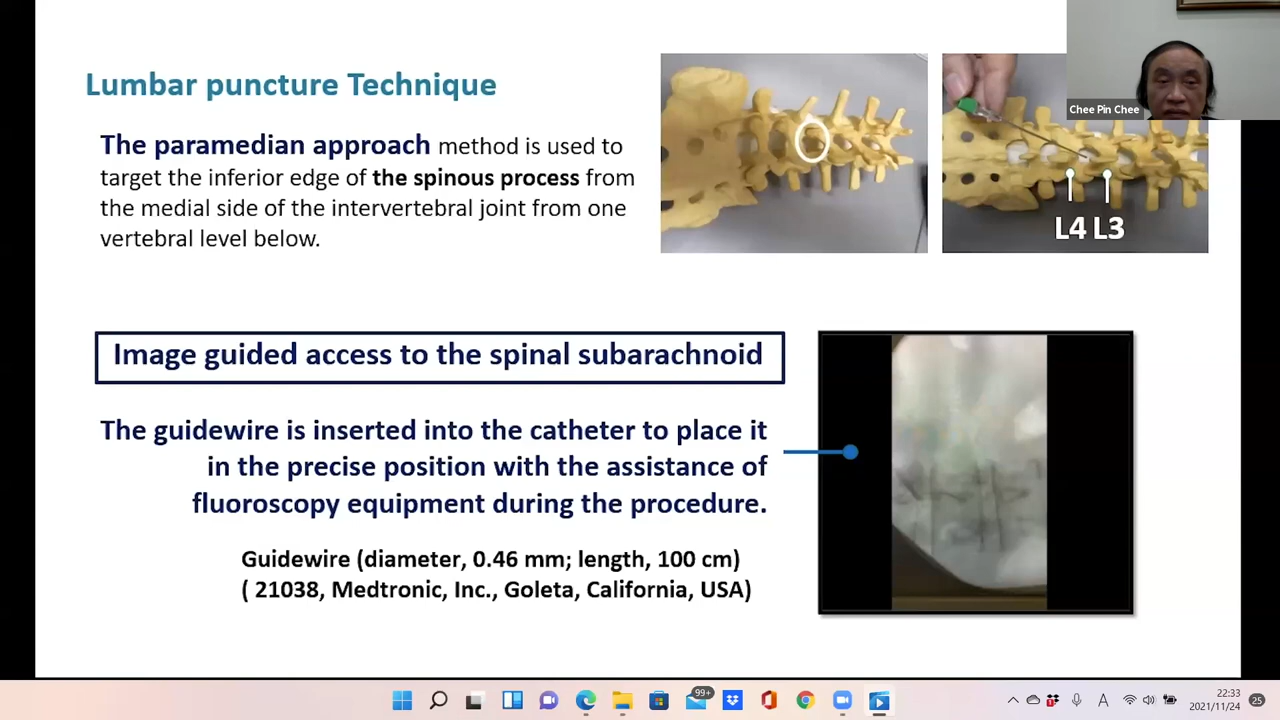 Lumbar puncture Technique
The paramedian approach method is used to
target the inferior edge of the spinous process from
the medial side of the intervertebral joint from one
vertebral level below.
L4 L3
Chee Pin Chee
Image guided access to the spinal subarachnoid
The guidewire is inserted into the catheter to place it
in the precise position with the assistance of
fluoroscopy equipment during the procedure.
Guidewire (diameter, 0.46 mm; length, 100 cm)
( 21038, Medtronic, Inc., Goleta, California, USA)
99+
A
22:33
2021/11/24
25